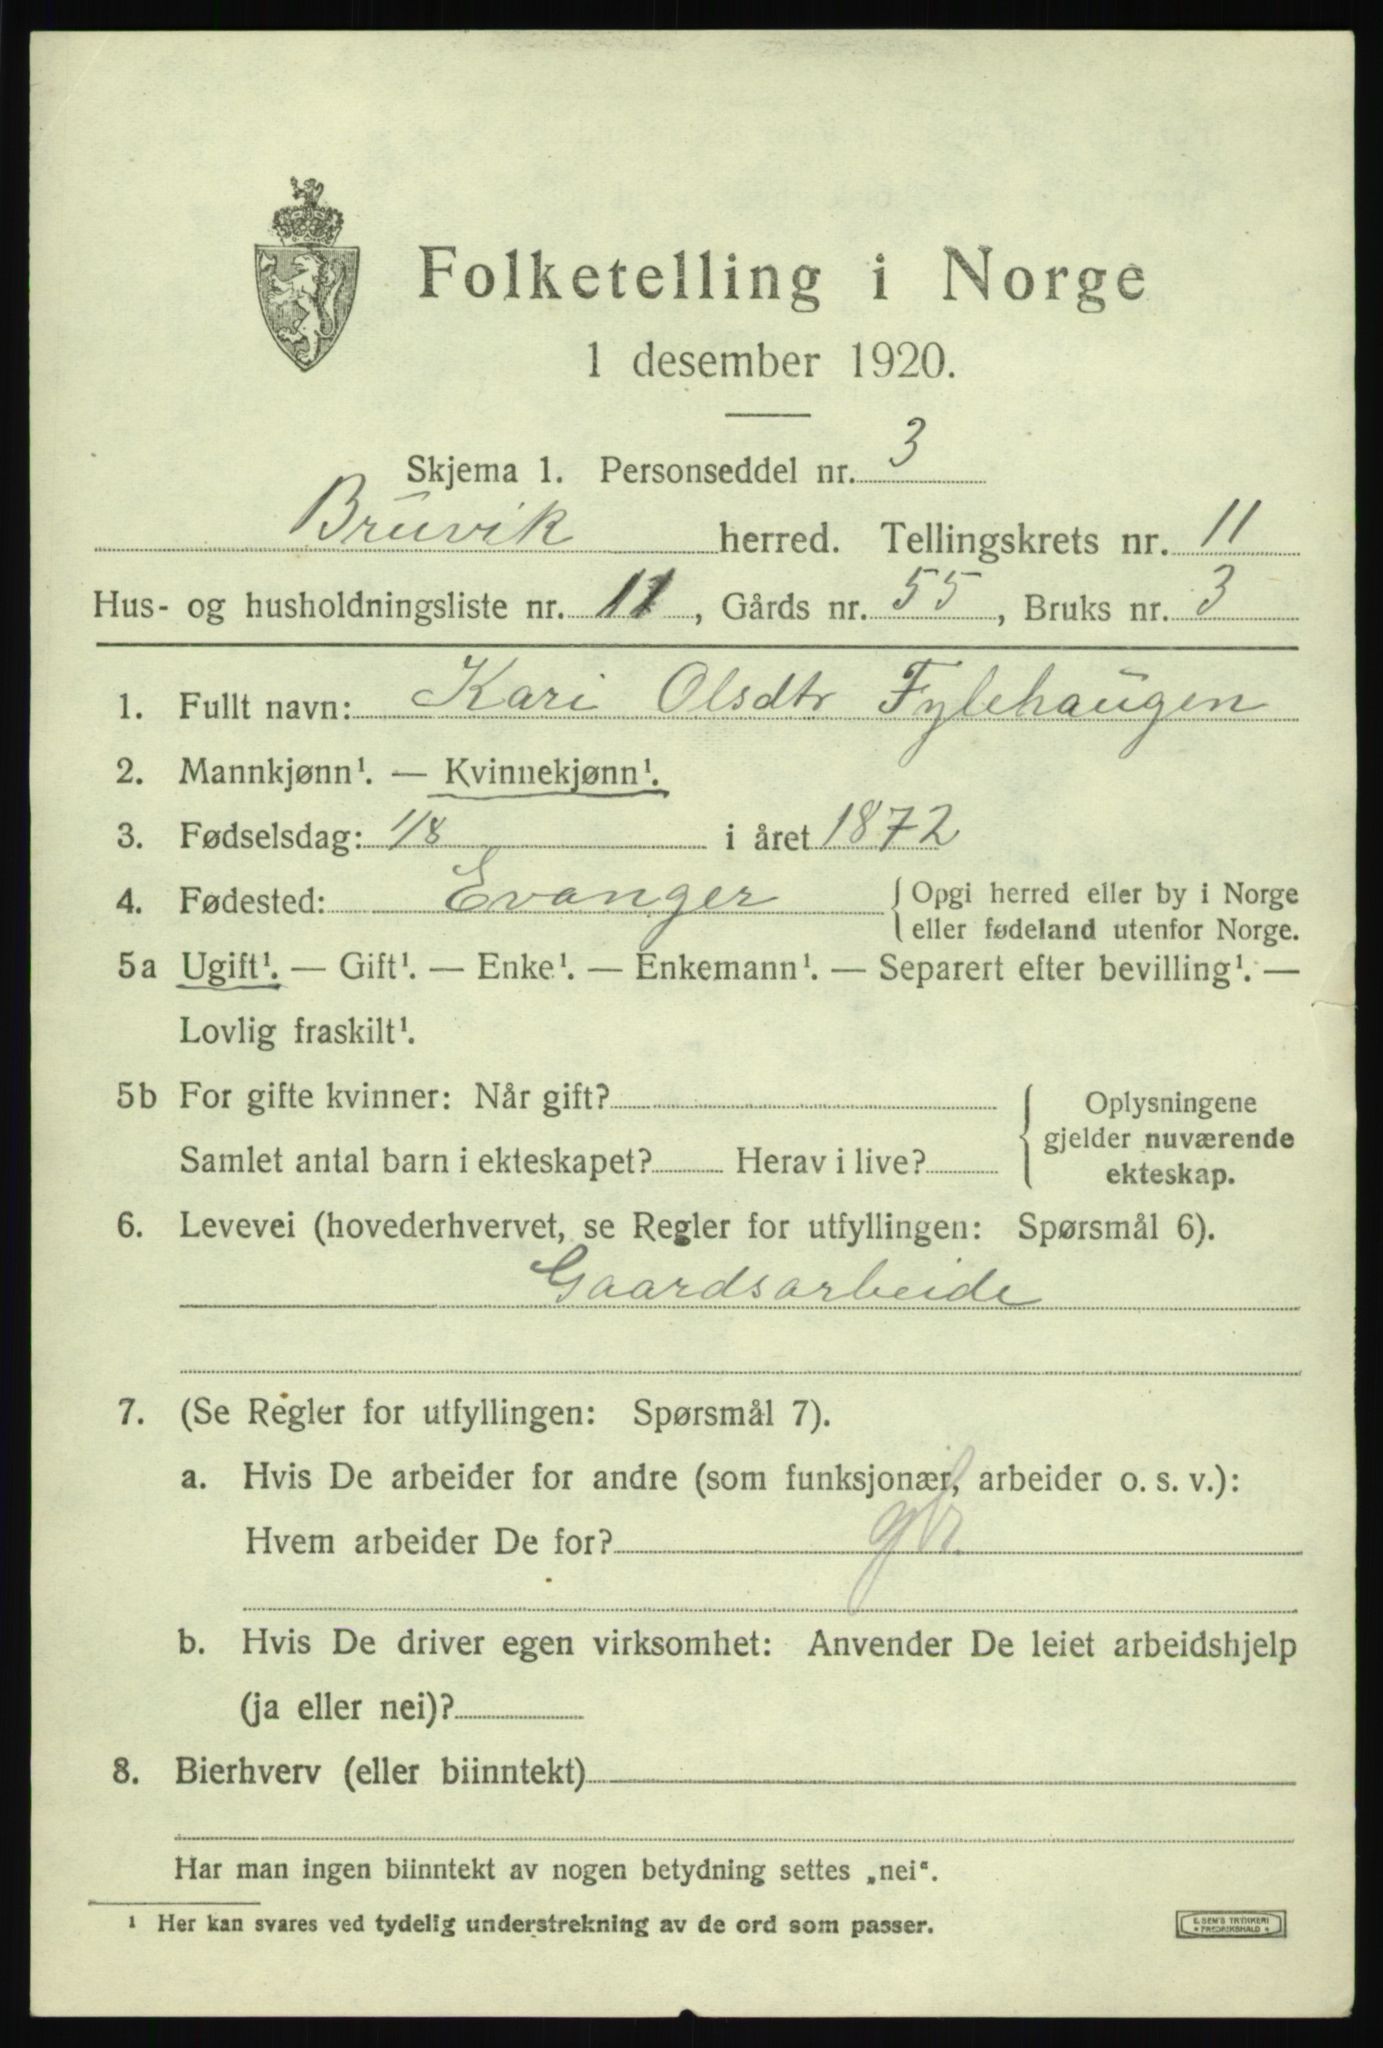 Folketelling i Norge
1 desember 1920.
Skjema 1. Personseddel nr. 3
Bruvik herred. Tellingskrets nr. 11
Hus- og husholdningsliste nr. 11, Gårds nr. 55, Bruks nr. 3
1. Fullt navn: Kari Olsdtr Fylehaugen
2. Mannkjønn¹. — Kvinnekjønn¹.
3. Fødselsdag: 1/8 i året 1872
4. Fødested: Evanger { Opgi herred eller by i Norge
eller fødeland utenfor Norge.
5a Ugift¹. — Gift¹. — Enke¹. — Enkemann¹. — Separert efter bevilling¹. —
Lovlig fraskilt¹.
5b For gifte kvinner: Når gift? { Oplysningene
gjelder nuværende
Samlet antal barn i ekteskapet? Herav i live? ekteskap.
6. Levevei (hovederhvervet, se Regler for utfyllingen: Spørsmål 6).
Gaardsarbeide
7. (Se Regler for utfyllingen: Spørsmål 7).
a. Hvis De arbeider for andre (som funksjonær, arbeider o. s. v.):
Hvem arbeider De for?
b. Hvis De driver egen virksomhet: Anvender De leiet arbeidshjelp
(ja eller nei)?
8. Bierhverv (eller biinntekt)
Har man ingen biinntekt av nogen betydning settes „nei“.
¹ Her kan svares ved tydelig understrekning av de ord som passer.
E. SEM'S TRYKKERI
* FREDRIKSHALD *